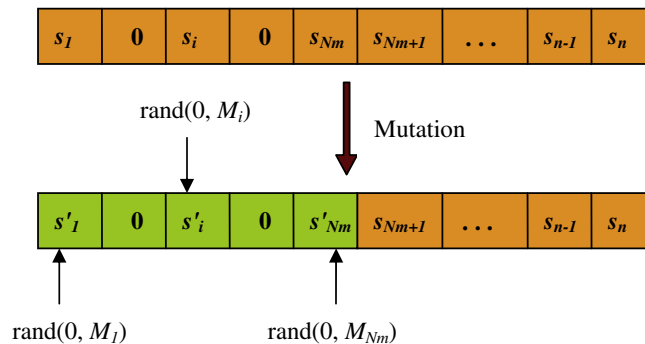 s1 0 si 0 sNm sNm+1 ... sn-1 sn
rand(0, Mi)
Mutation
s'1 0 s'i 0 s'Nm sNm+1 ... sn-1 sn
rand(0, M1) rand(0, MNm)